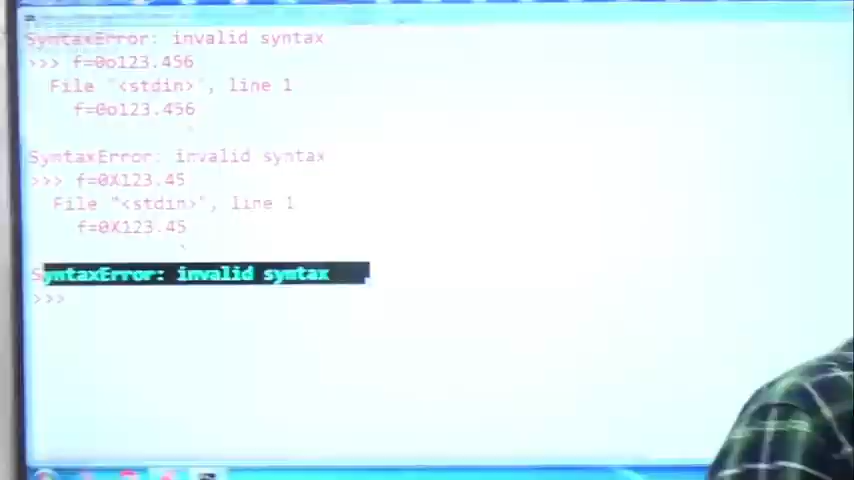 SyntaxError: invalid syntax
>>> f=0o123.456
File "<stdin>", line 1
f=0o123.456
SyntaxError: invalid syntax
>>> f=0X123.45
File "<stdin>", line 1
f=0X123.45
SyntaxError: invalid syntax
>>>